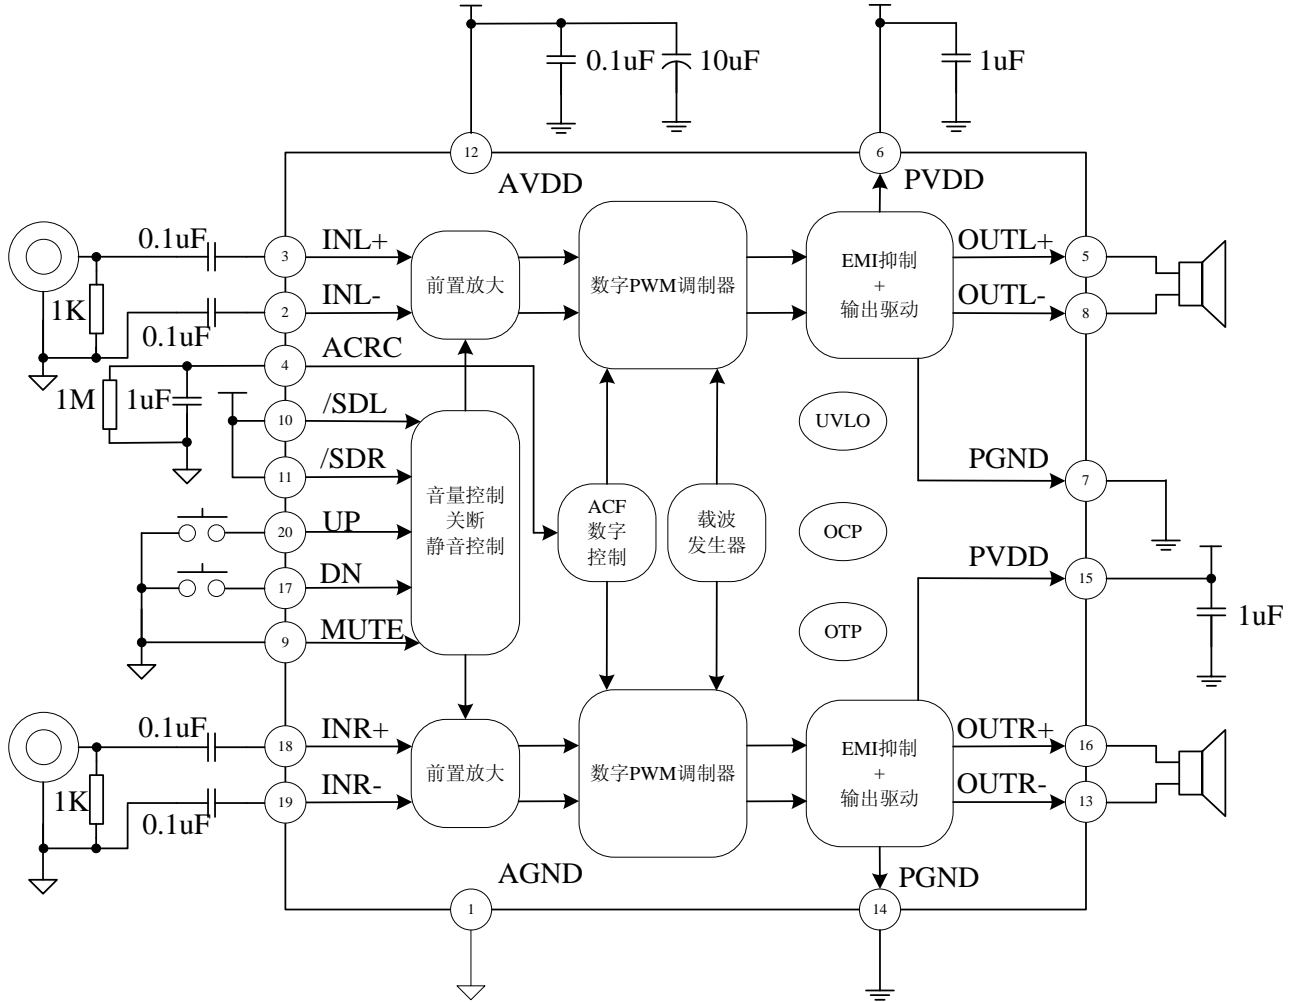 0.1uF
10uF
1uF
12
6
AVDD
PVDD
0.1uF
3
INL+
前置放大
数字PWM调制器
EMI抑制
+
输出驱动
OUTL+
5
1K
0.1uF
2
INL-
OUTL-
8
4
ACRC
1M
1uF
10
/SDL
11
/SDR
20
UP
17
DN
9
MUTE
音量控制
关断
静音控制
ACF
数字
控制
载波
发生器
UVLO
OCP
OTP
PGND
7
PVDD
15
1uF
0.1uF
18
INR+
前置放大
数字PWM调制器
EMI抑制
+
输出驱动
OUTR+
16
1K
0.1uF
19
INR-
OUTR-
13
AGND
PGND
1
14